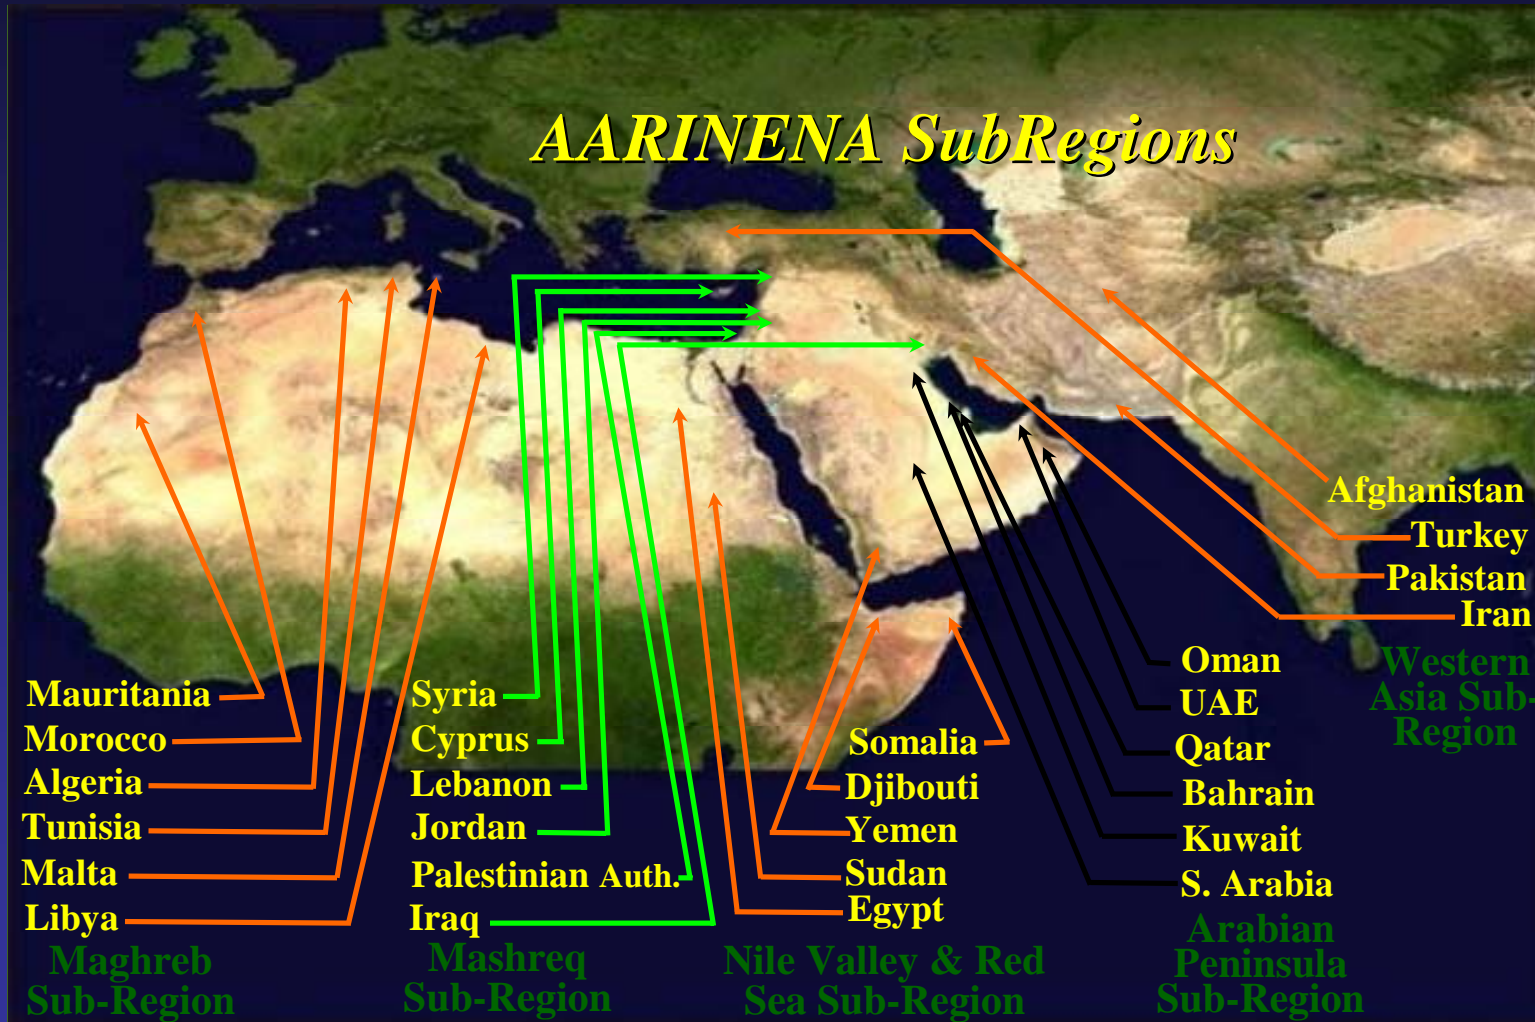 AARINENA SubRegions
Mauritania
Morocco
Algeria
Tunisia
Malta
Libya
Maghreb
Sub-Region
Syria
Cyprus
Lebanon
Jordan
Palestinian Auth.
Iraq
Mashreq
Sub-Region
Somalia
Djibouti
Yemen
Sudan
Egypt
Nile Valley & Red
Sea Sub-Region
Oman
UAE
Qatar
Bahrain
Kuwait
S. Arabia
Arabian
Peninsula
Sub-Region
Afghanistan
Turkey
Pakistan
Iran
Western
Asia Sub-
Region